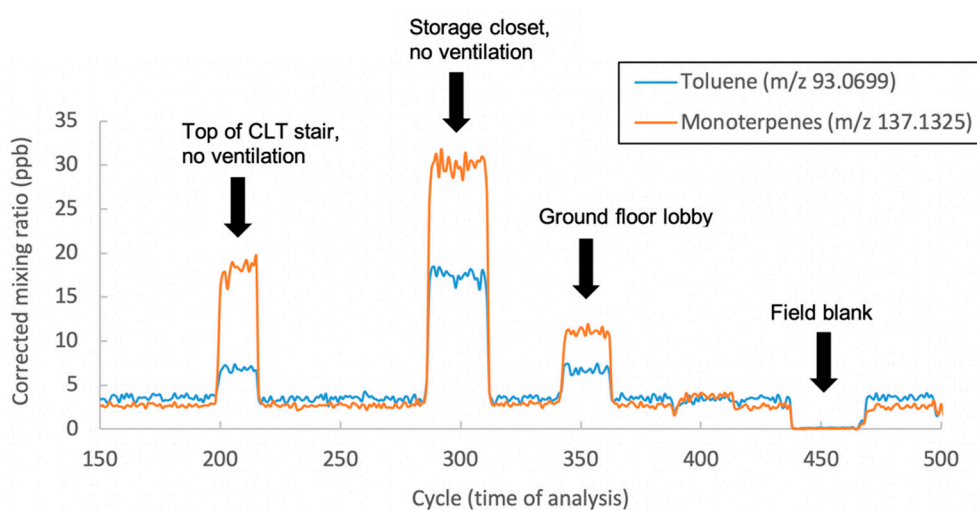 Storage closet,
no ventilation
Toluene (m/z 93.0699)
Monoterpenes (m/z 137.1325)
Top of CLT stair,
no ventilation
Ground floor lobby
Field blank
Corrected mixing ratio (ppb)
35
30
25
20
15
10
5
0
150 200 250 300 350 400 450 500
Cycle (time of analysis)